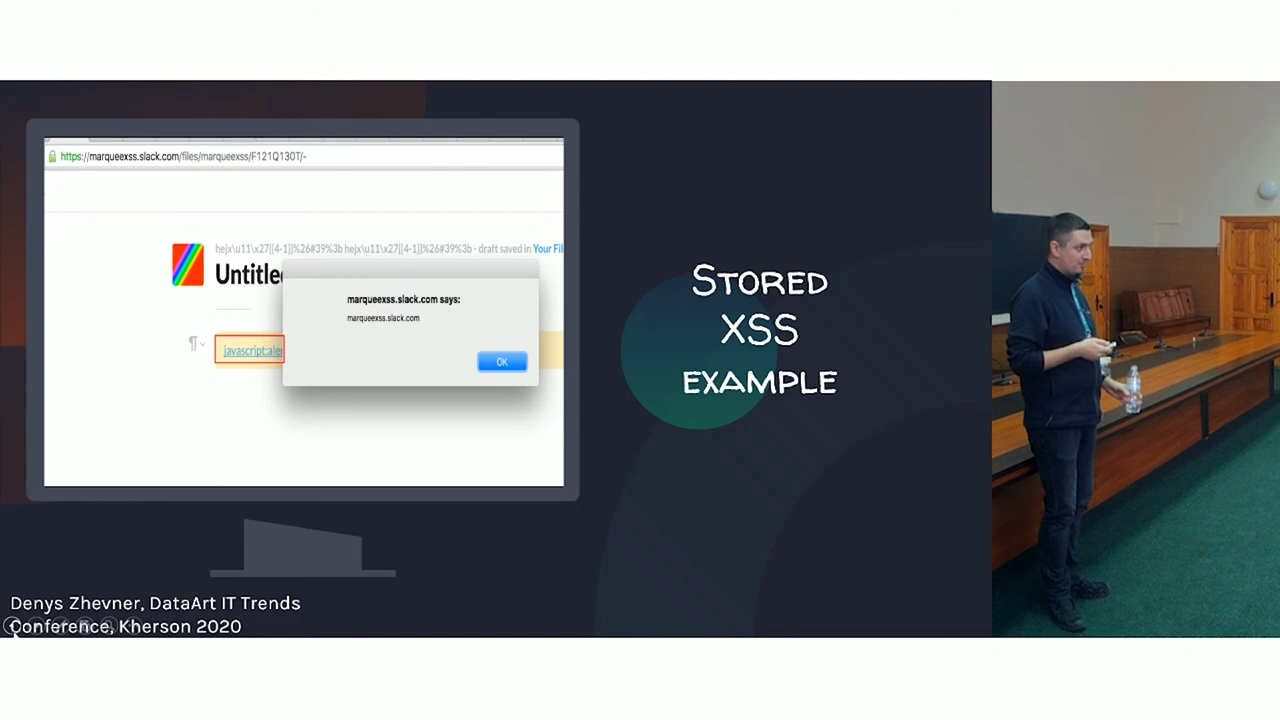 https://marqueexss.slack.com/files/marqueexss/F121Q130T/-
hejx\u11\x27[[4-1]]%26#39%3b hejx\u11\x27[[4-1]]%26#39%3b - draft saved in Your Fil
Untitle
marqueexss.slack.com says:
marqueexss.slack.com
OK
javascript:ale
STORED
XSS
EXAMPLE
Denys Zhevner, DataArt IT Trends
Conference, Kherson 2020